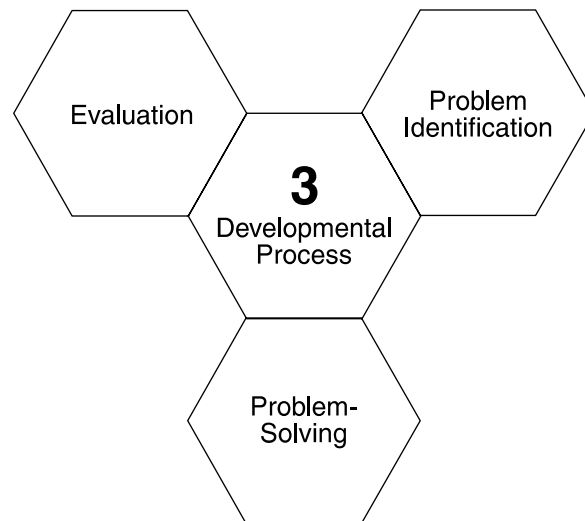 Evaluation
Problem
Identification
3
Developmental
Process
Problem-
Solving